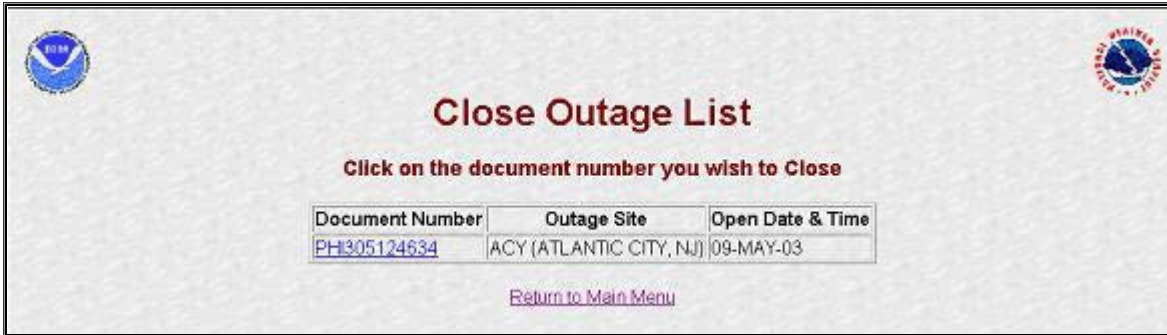 Close Outage List
Click on the document number you wish to Close
Document Number Outage Site Open Date & Time
PHI305124634 ACY (ATLANTIC CITY, NJ) 09-MAY-03
Return to Main Menu